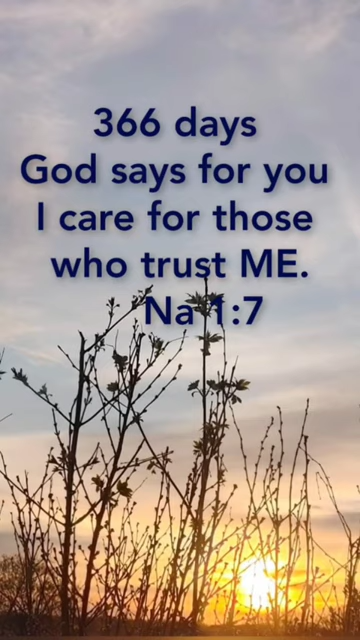 366 days
God says for you
I care for those
who trust ME.
Na 1:7